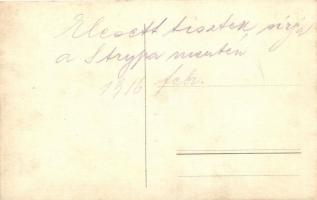 Elesett tisztek sírja
a Strypa mentén
1916 febr.